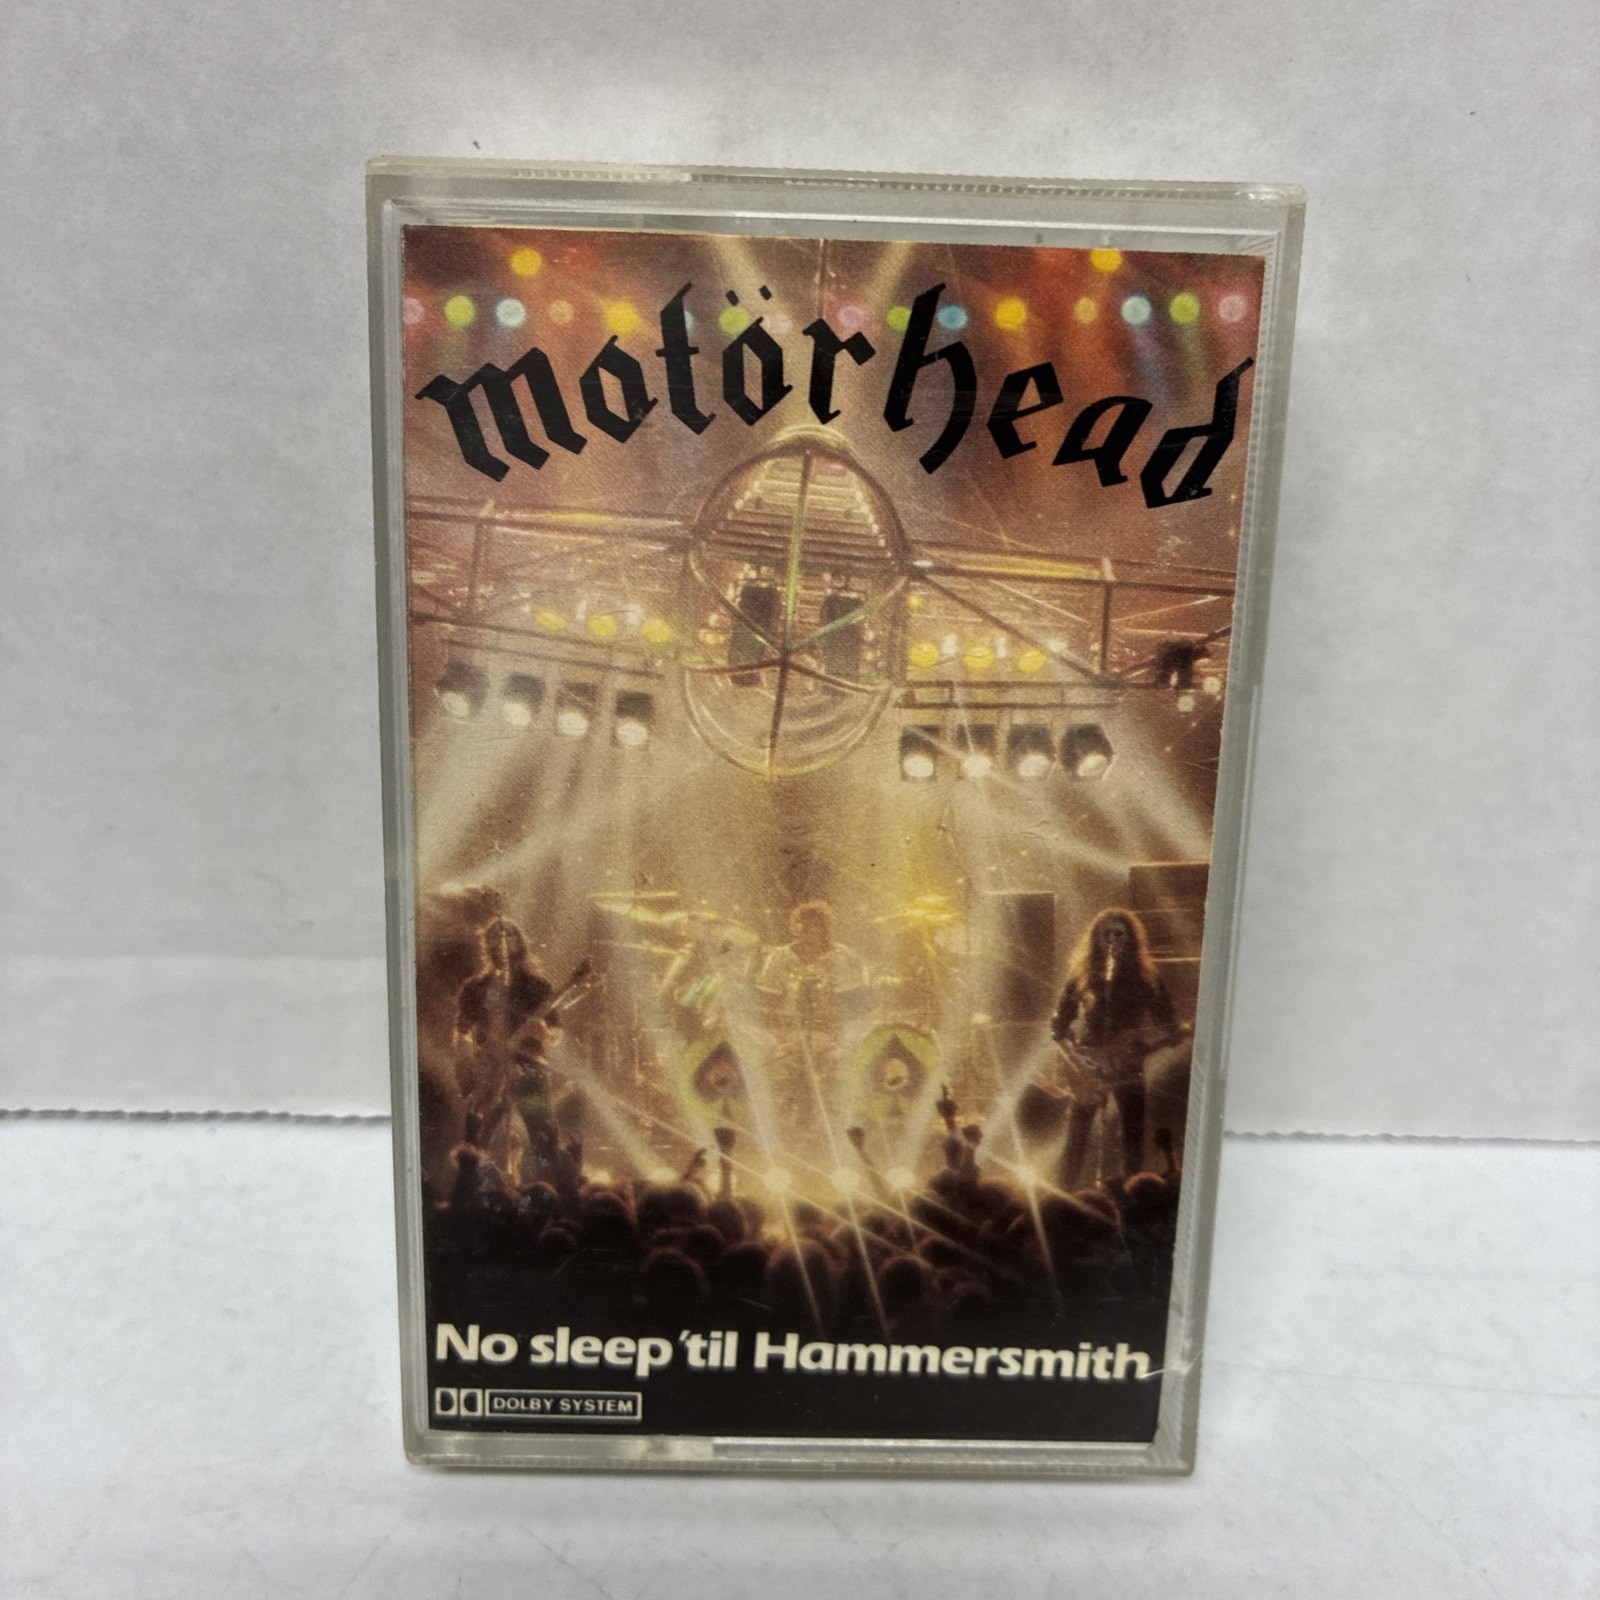 motörhead
No sleep 'til Hammersmith
DOLBY SYSTEM